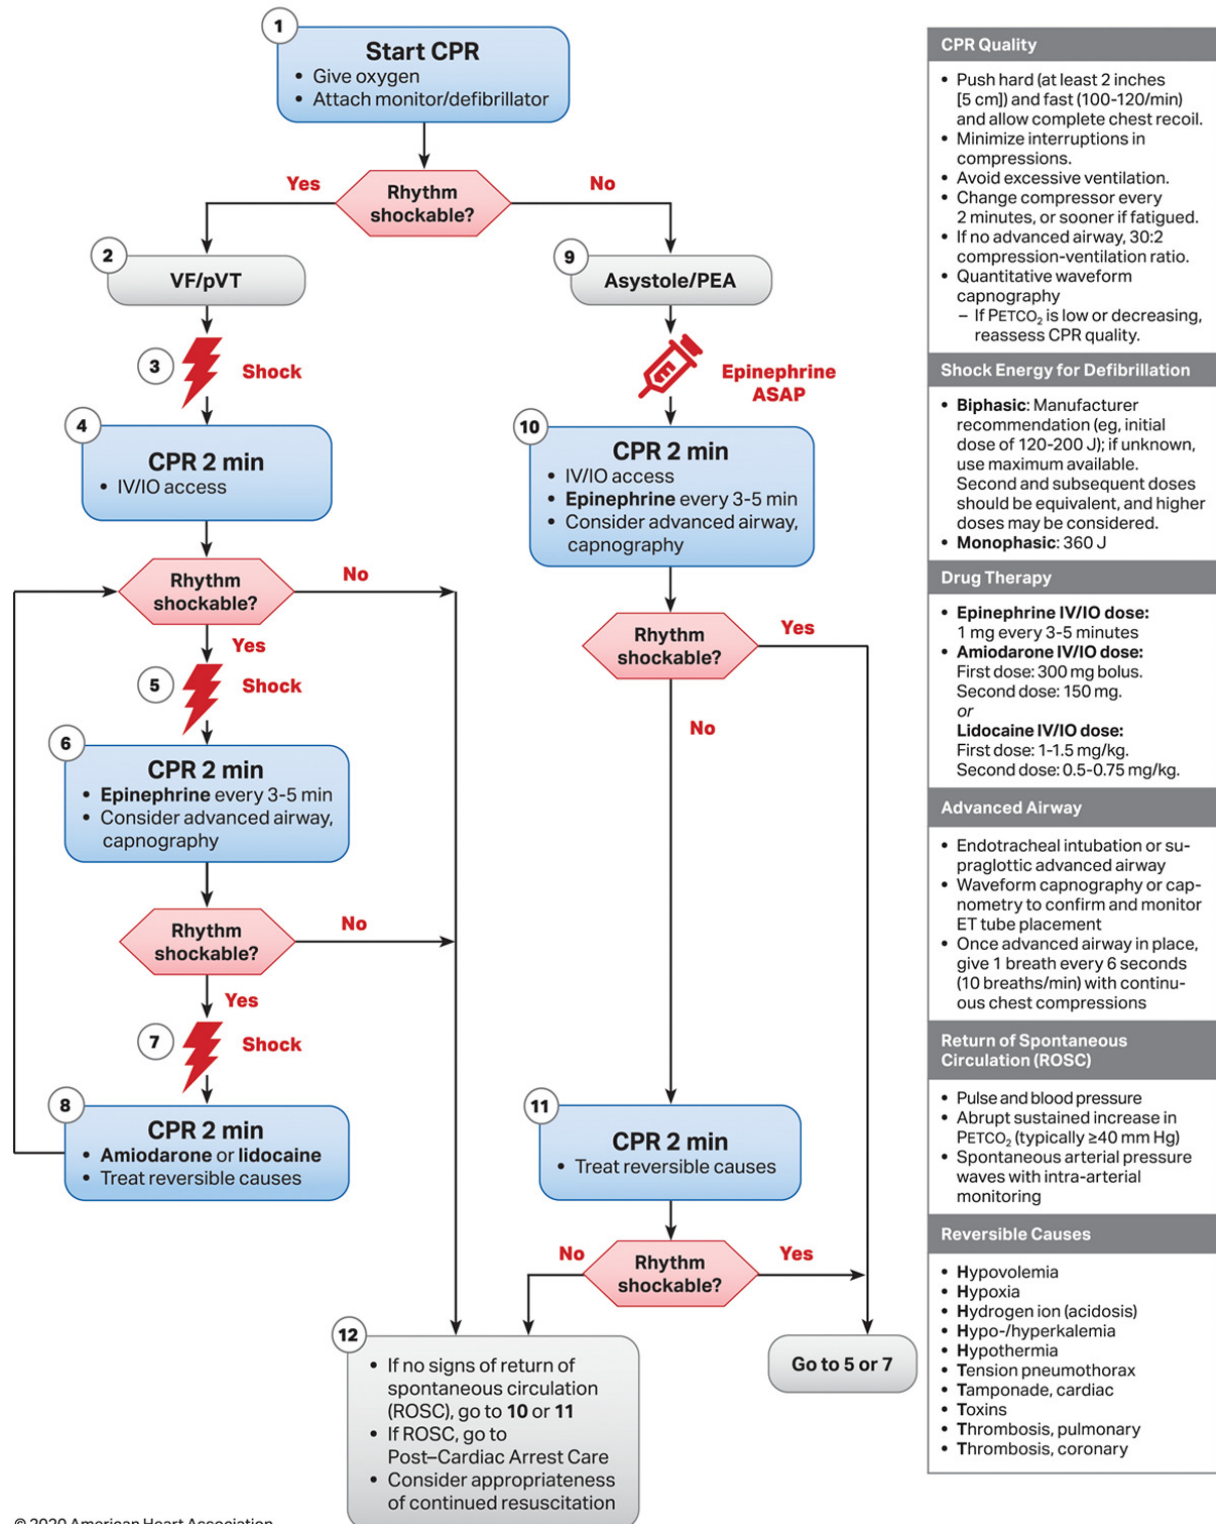 1
Start CPR
• Give oxygen
• Attach monitor/defibrillator
Rhythm
shockable?
Yes
No
2
VF/pVT
3
Shock
4
CPR 2 min
• IV/IO access
Rhythm
shockable?
No
Yes
5
Shock
6
CPR 2 min
• Epinephrine every 3-5 min
• Consider advanced airway,
capnography
Rhythm
shockable?
No
Yes
7
Shock
8
CPR 2 min
• Amiodarone or lidocaine
• Treat reversible causes
9
Asystole/PEA
Epinephrine
ASAP
10
CPR 2 min
• IV/IO access
• Epinephrine every 3-5 min
• Consider advanced airway,
capnography
Rhythm
shockable?
Yes
No
11
CPR 2 min
• Treat reversible causes
Rhythm
shockable?
No
Yes
12
• If no signs of return of
spontaneous circulation
(ROSC), go to 10 or 11
• If ROSC, go to
Post–Cardiac Arrest Care
• Consider appropriateness
of continued resuscitation
Go to 5 or 7
CPR Quality
• Push hard (at least 2 inches
[5 cm]) and fast (100-120/min)
and allow complete chest recoil.
• Minimize interruptions in
compressions.
• Avoid excessive ventilation.
• Change compressor every
2 minutes, or sooner if fatigued.
• If no advanced airway, 30:2
compression-ventilation ratio.
• Quantitative waveform
capnography
– If PETCO₂ is low or decreasing,
reassess CPR quality.
Shock Energy for Defibrillation
• Biphasic: Manufacturer
recommendation (eg, initial
dose of 120-200 J); if unknown,
use maximum available.
Second and subsequent doses
should be equivalent, and higher
doses may be considered.
• Monophasic: 360 J
Drug Therapy
• Epinephrine IV/IO dose:
1 mg every 3-5 minutes
• Amiodarone IV/IO dose:
First dose: 300 mg bolus.
Second dose: 150 mg.
or
Lidocaine IV/IO dose:
First dose: 1-1.5 mg/kg.
Second dose: 0.5-0.75 mg/kg.
Advanced Airway
• Endotracheal intubation or su-
praglottic advanced airway
• Waveform capnography or cap-
nometry to confirm and monitor
ET tube placement
• Once advanced airway in place,
give 1 breath every 6 seconds
(10 breaths/min) with continu-
ous chest compressions
Return of Spontaneous
Circulation (ROSC)
• Pulse and blood pressure
• Abrupt sustained increase in
PETCO₂ (typically ≥40 mm Hg)
• Spontaneous arterial pressure
waves with intra-arterial
monitoring
Reversible Causes
• Hypovolemia
• Hypoxia
• Hydrogen ion (acidosis)
• Hypo-/hyperkalemia
• Hypothermia
• Tension pneumothorax
• Tamponade, cardiac
• Toxins
• Thrombosis, pulmonary
• Thrombosis, coronary
© 2020 American Heart Association